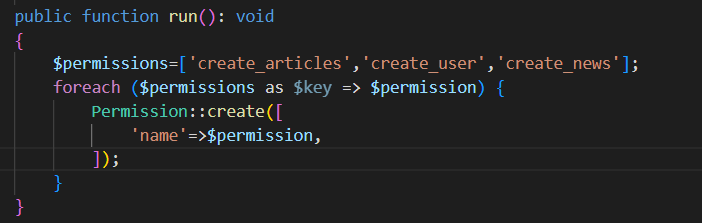 public function run(): void
{
    $permissions=['create_articles','create_user','create_news'];
    foreach ($permissions as $key => $permission) {
        Permission::create([
            'name'=>$permission,
        ]);
    }
}